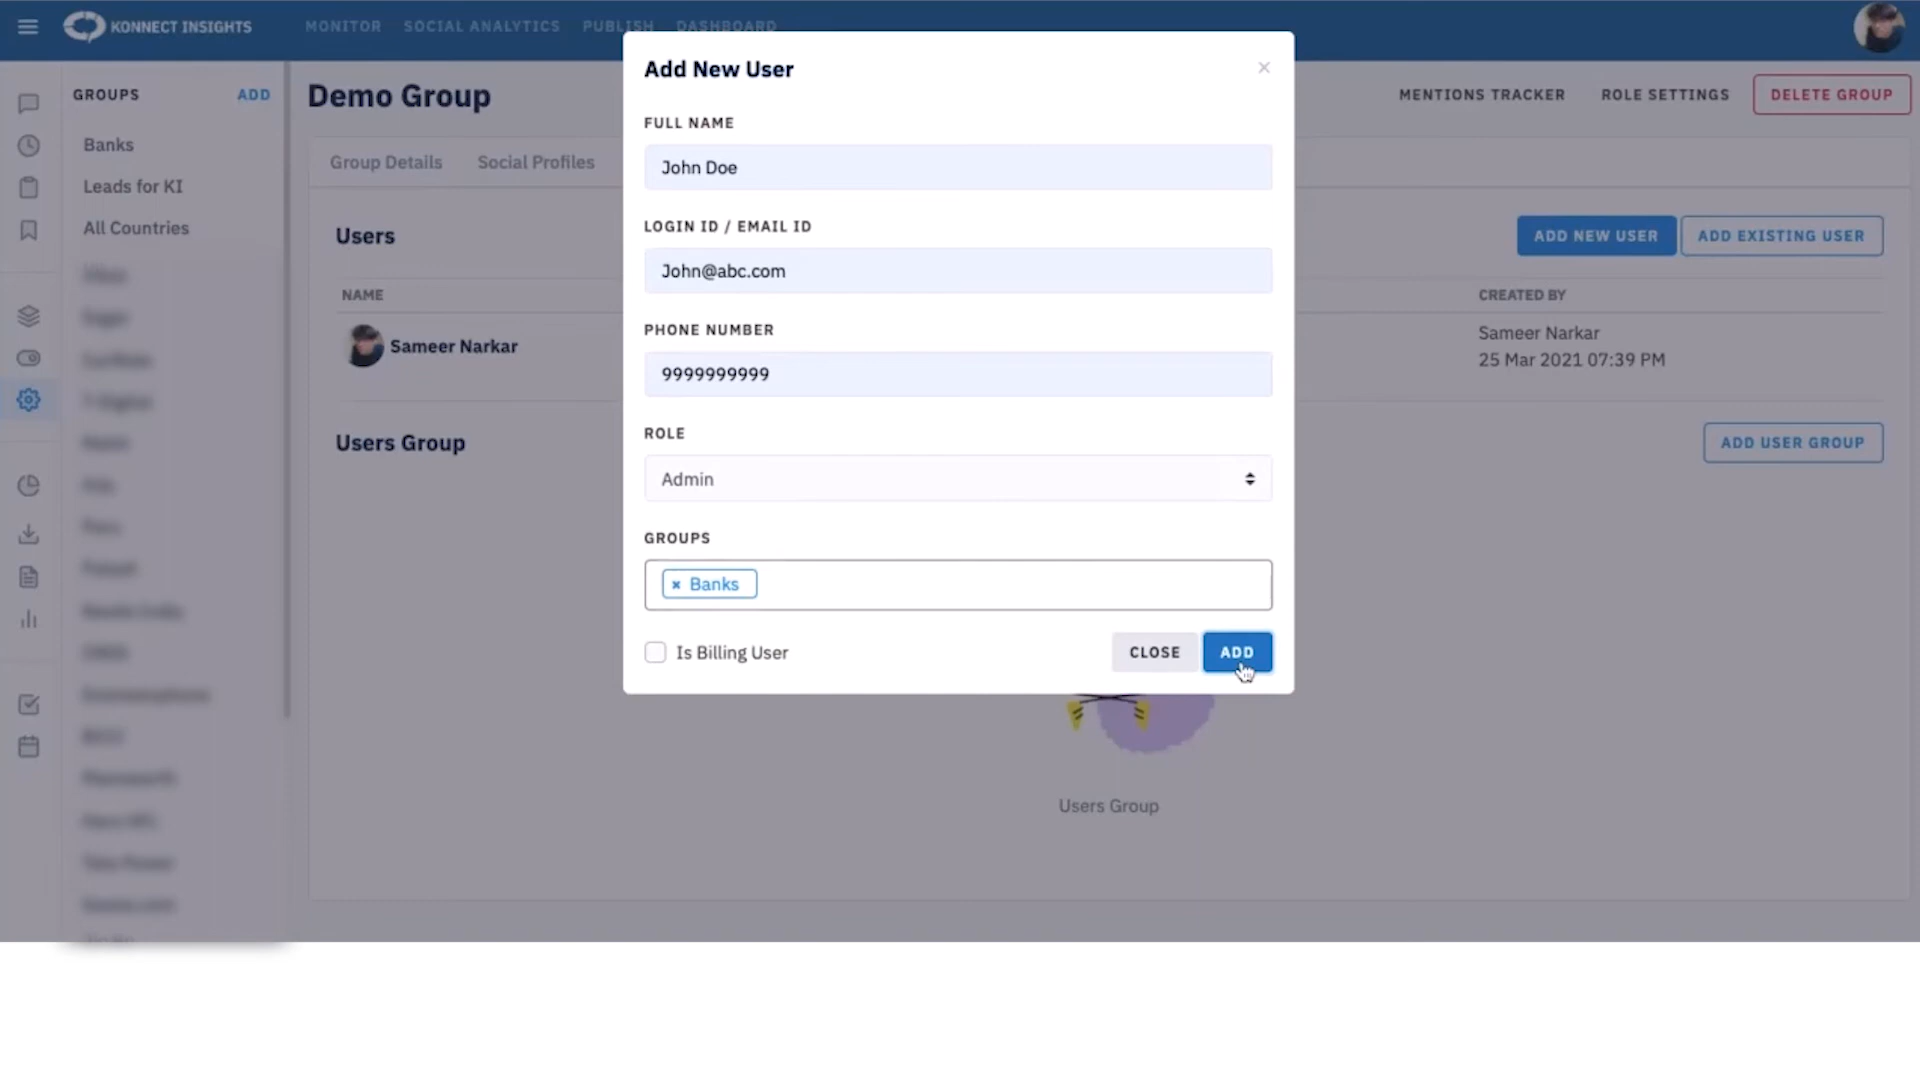 KONNECT INSIGHTS
MONITOR SOCIAL ANALYTICS PUBLISH DASHBOARD
GROUPS ADD
Banks
Leads for KI
All Countries
Demo Group
MENTIONS TRACKER ROLE SETTINGS DELETE GROUP
Group Details Social Profiles
Users
ADD NEW USER ADD EXISTING USER
NAME
CREATED BY
Sameer Narkar
Sameer Narkar
25 Mar 2021 07:39 PM
Users Group
ADD USER GROUP
Users Group
Add New User
×
FULL NAME
John Doe
LOGIN ID / EMAIL ID
John@abc.com
PHONE NUMBER
9999999999
ROLE
Admin
GROUPS
× Banks
Is Billing User
CLOSE ADD